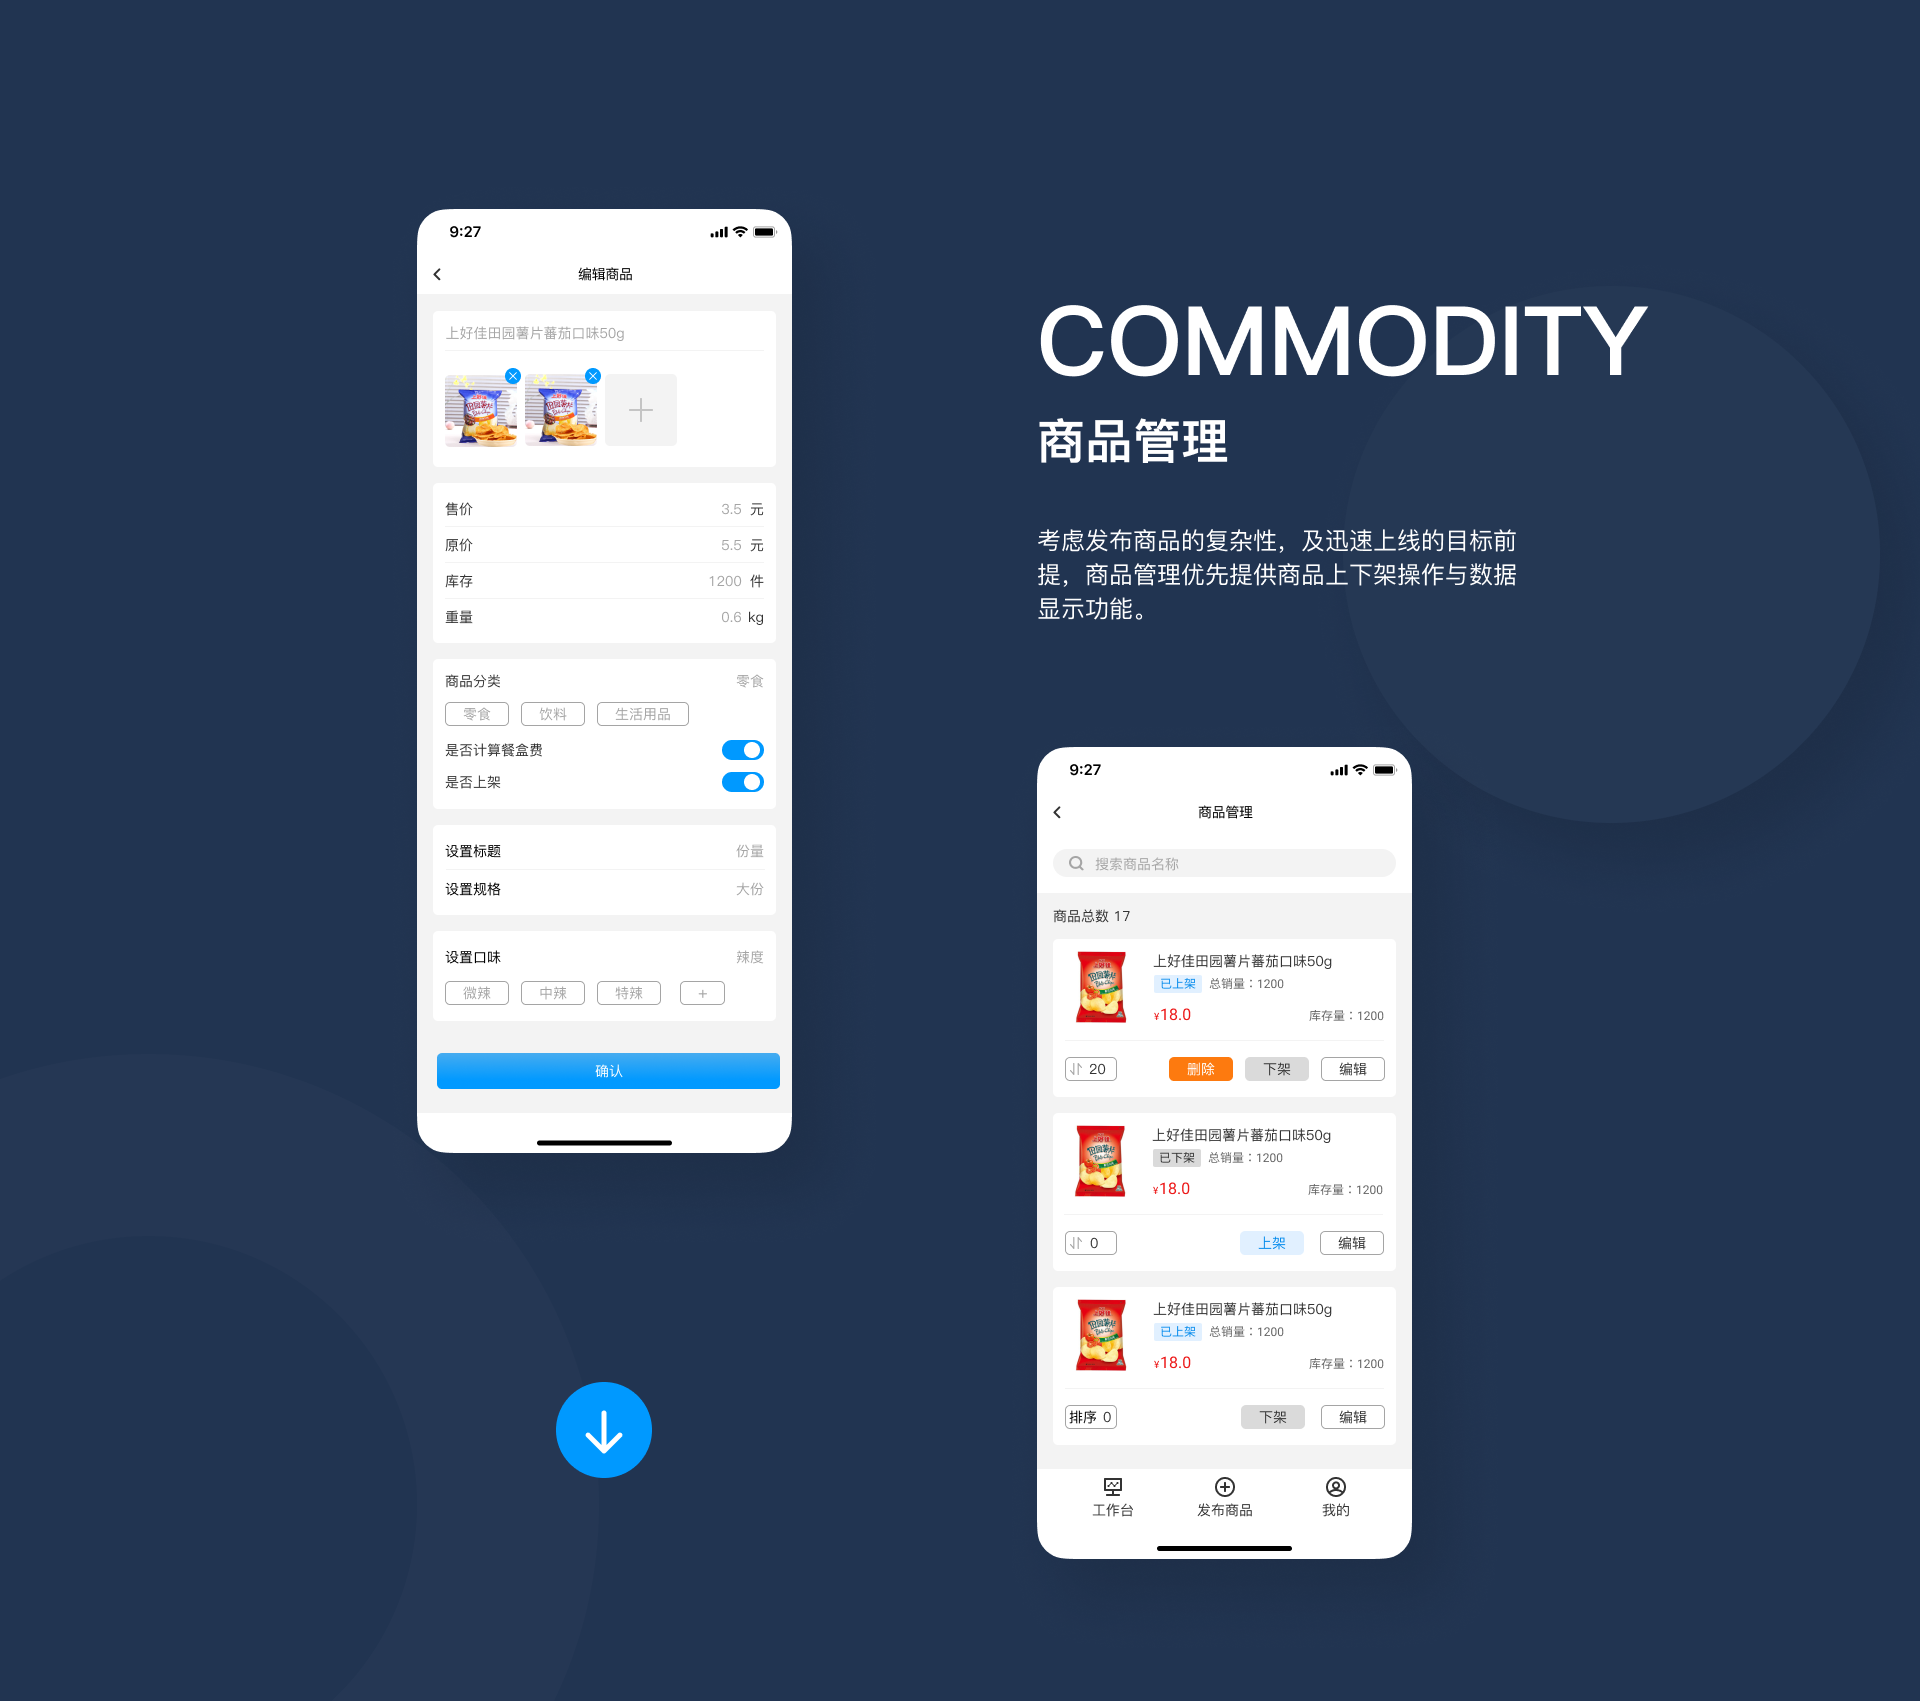 9:27
编辑商品
上好佳田园薯片蕃茄口味50g
售价 3.5 元
原价 5.5 元
库存 1200 件
重量 0.6 kg
商品分类 零食
零食 饮料 生活用品
是否计算餐盒费
是否上架
设置标题 份量
设置规格 大份
设置口味 辣度
微辣 中辣 特辣 +
确认
COMMODITY
商品管理
考虑发布商品的复杂性，及迅速上线的目标前
提，商品管理优先提供商品上下架操作与数据
显示功能。
9:27
商品管理
搜索商品名称
商品总数 17
上好佳田园薯片蕃茄口味50g
已上架 总销量：1200
¥18.0 库存量：1200
20 删除 下架 编辑
上好佳田园薯片蕃茄口味50g
已下架 总销量：1200
¥18.0 库存量：1200
0 上架 编辑
上好佳田园薯片蕃茄口味50g
已上架 总销量：1200
¥18.0 库存量：1200
排序 0 下架 编辑
工作台 发布商品 我的